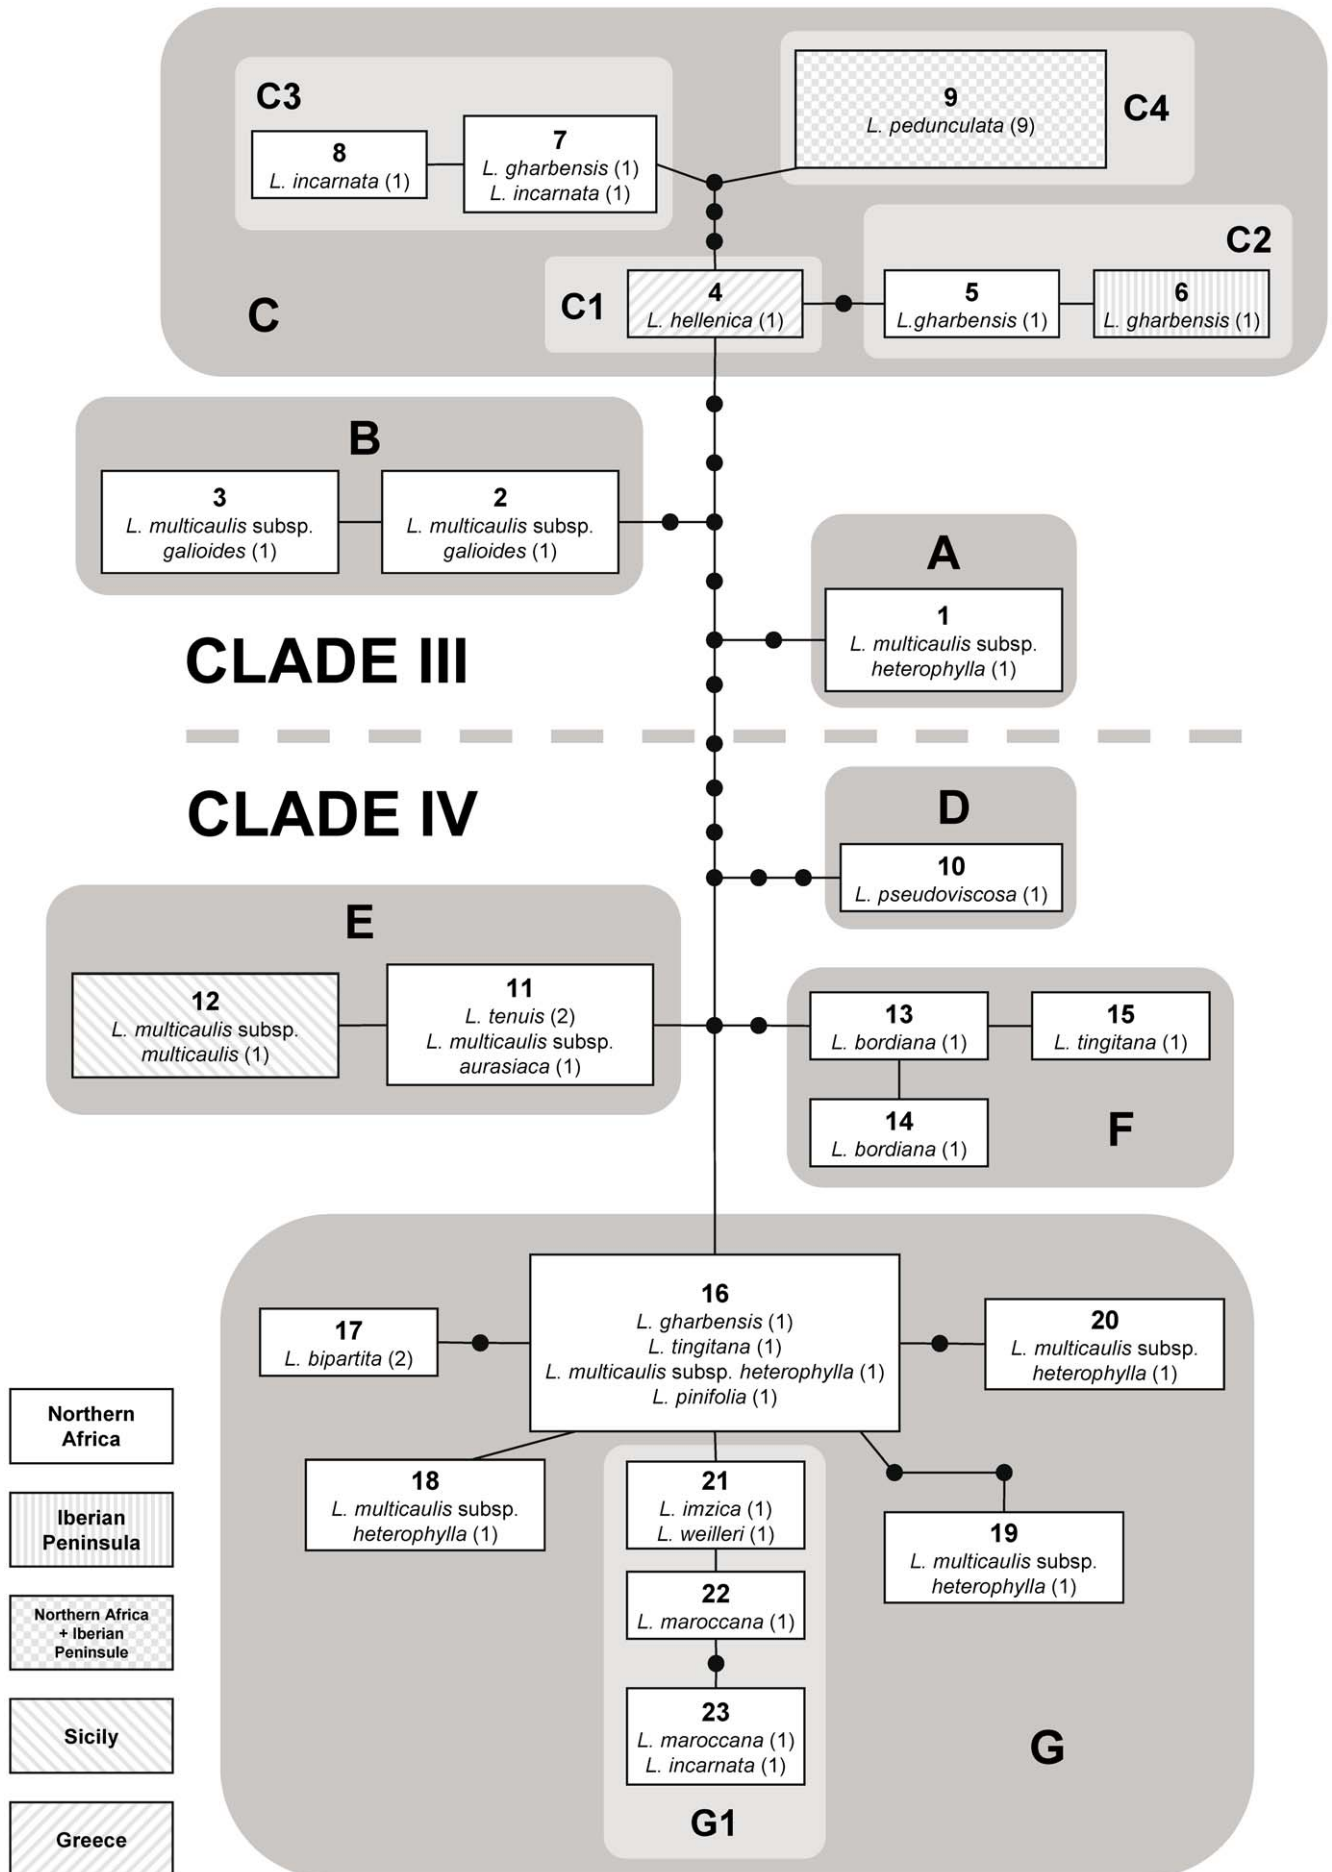 C3
8
L. incarnata (1)
7
L. gharbensis (1)
L. incarnata (1)
9
L. pedunculata (9)
C4
C2
C
C1
4
L. hellenica (1)
5
L.gharbensis (1)
6
L. gharbensis (1)
B
3
L. multicaulis subsp.
galioides (1)
2
L. multicaulis subsp.
galioides (1)
A
1
L. multicaulis subsp.
heterophylla (1)
CLADE III
CLADE IV
D
10
L. pseudoviscosa (1)
E
12
L. multicaulis subsp.
multicaulis (1)
11
L. tenuis (2)
L. multicaulis subsp.
aurasiaca (1)
13
L. bordiana (1)
15
L. tingitana (1)
14
L. bordiana (1)
F
16
L. gharbensis (1)
L. tingitana (1)
L. multicaulis subsp. heterophylla (1)
L. pinifolia (1)
17
L. bipartita (2)
20
L. multicaulis subsp.
heterophylla (1)
18
L. multicaulis subsp.
heterophylla (1)
21
L. imzica (1)
L. weilleri (1)
19
L. multicaulis subsp.
heterophylla (1)
22
L. maroccana (1)
23
L. maroccana (1)
L. incarnata (1)
G1
G
Northern
Africa
Iberian
Peninsula
Northern Africa
+ Iberian
Peninsule
Sicily
Greece